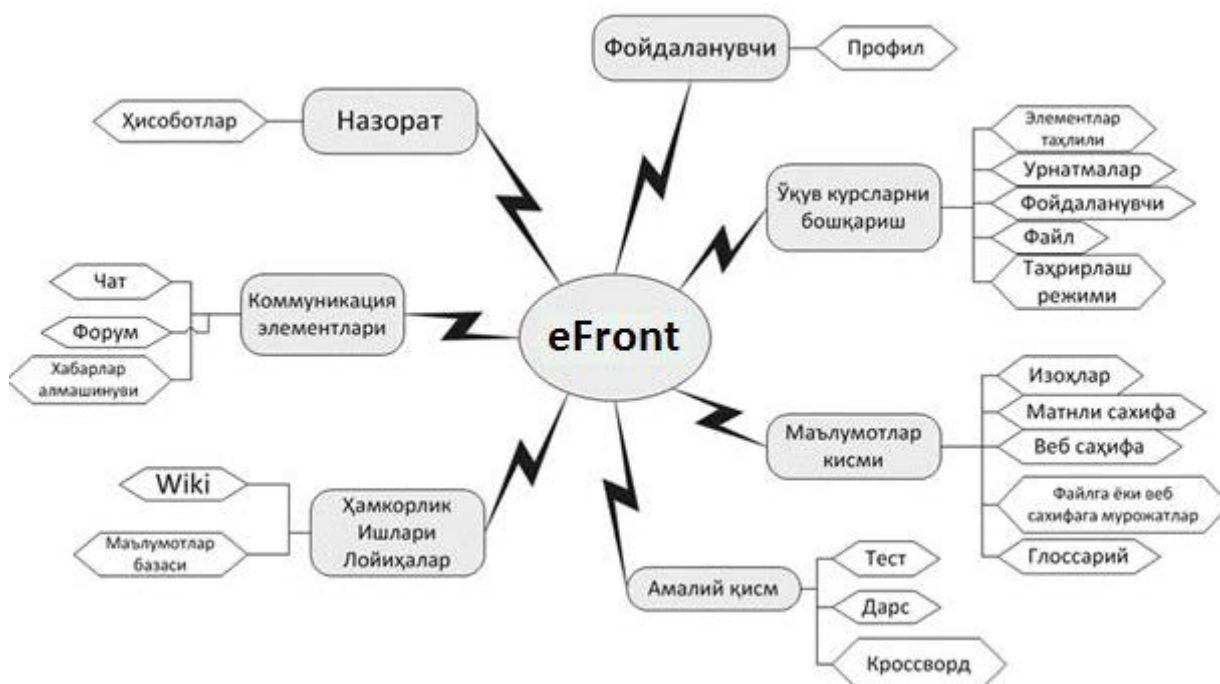 Фойдаланувчи
Профил
Ҳисоботлар
Назорат
Ўқув курсларни
бошқариш
Элементлар
таҳлили
Урнатмалар
Фойдаланувчи
Файл
Таҳрирлаш
режими
Чат
Форум
Хабарлар
алмашинуви
Коммуникация
элементлари
eFront
Маълумотлар
кисми
Изоҳлар
Матнли сахифа
Веб саҳифа
Файлга ёки веб
сахифага мурожатлар
Глоссарий
Wiki
Маълумотлар
базаси
Ҳамкорлик
Ишлари
Лойиҳалар
Амалий қисм
Тест
Дарс
Кроссворд